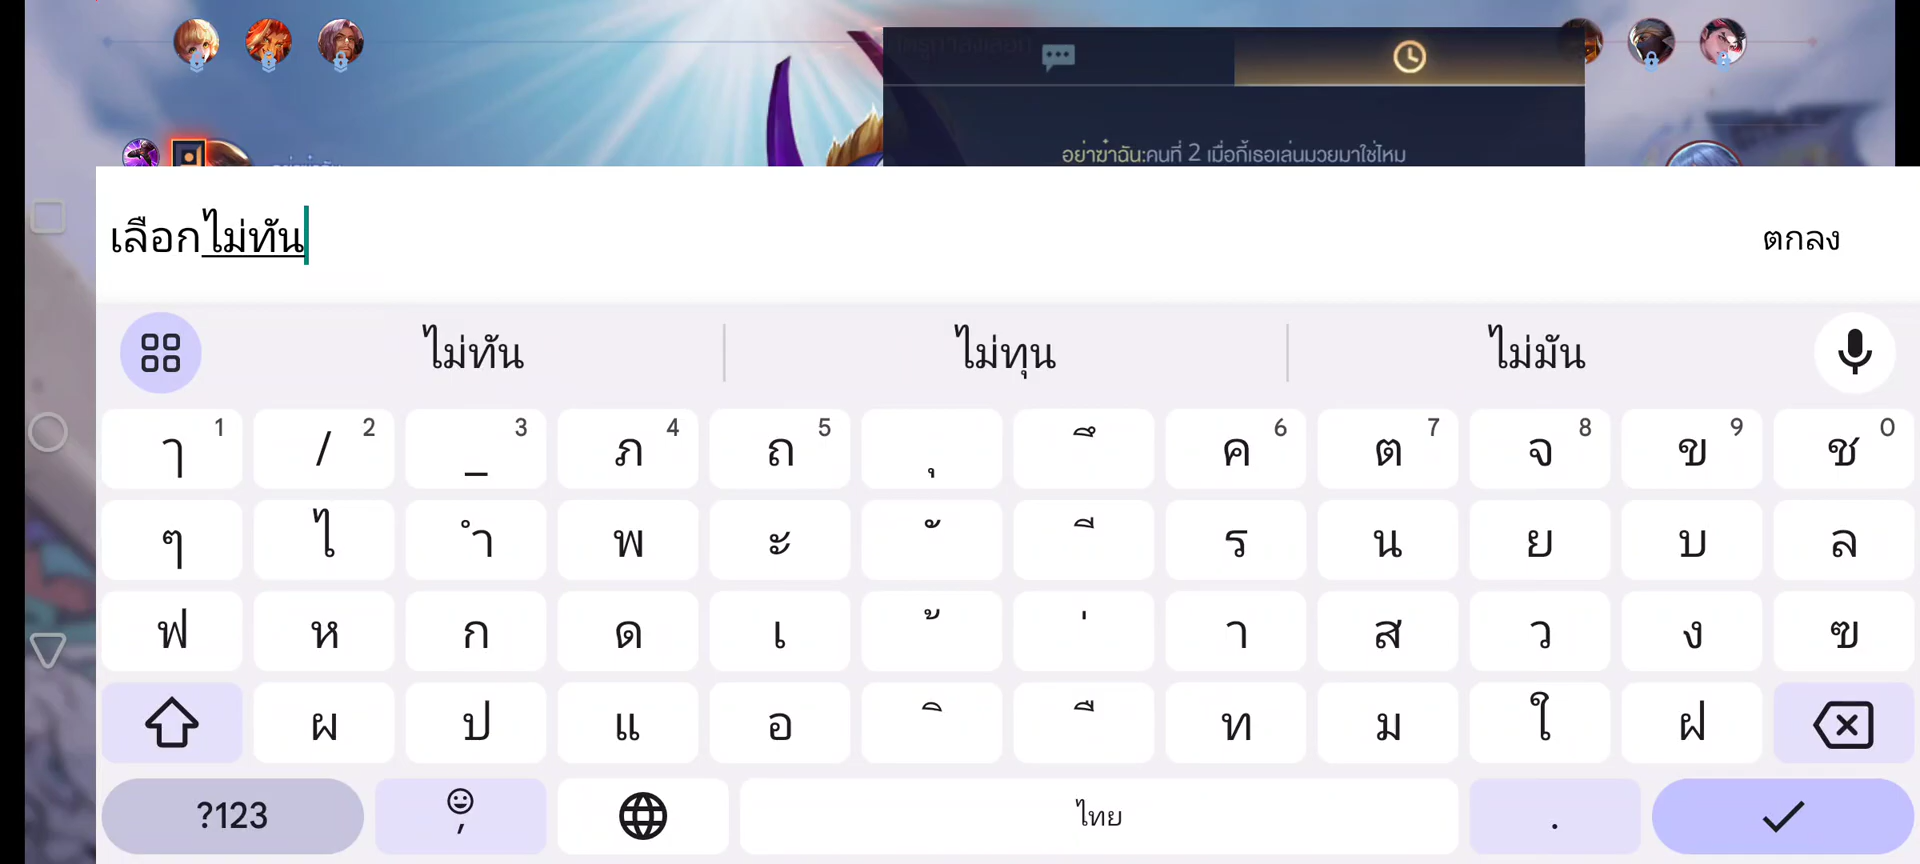 อย่าฆ่าฉัน:คนที่ 2 เมื่อกี้เธอเล่นมวยมาใช่ไหม
เลือกไม่ทัน
ตกลง
ไม่ทัน ไม่ทุน ไม่มัน
ๅ 1 / 2 _ 3 ภ 4 ถ 5 ุ ึ ค 6 ต 7 จ 8 ข 9 ช 0
ๆ ไ ำ พ ะ ั ี ร น ย บ ล
ฟ ห ก ด เ ้ ่ า ส ว ง ฃ
ผ ป แ อ ิ ื ท ม ใ ฝ
?123 , ไทย .